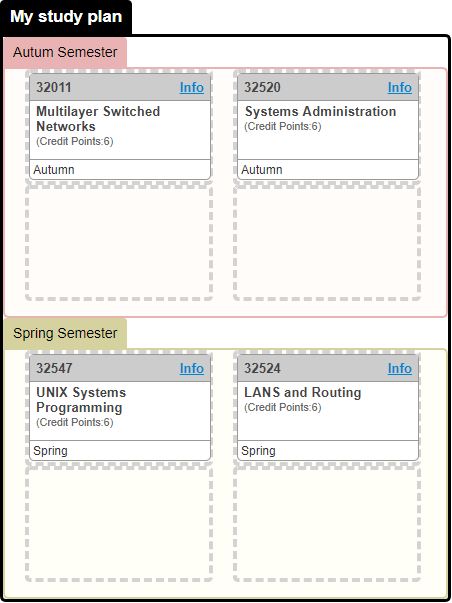 My study plan
Autum Semester
32011 Info
Multilayer Switched
Networks
(Credit Points:6)
Autumn
32520 Info
Systems Administration
(Credit Points:6)
Autumn
Spring Semester
32547 Info
UNIX Systems
Programming
(Credit Points:6)
Spring
32524 Info
LANS and Routing
(Credit Points:6)
Spring